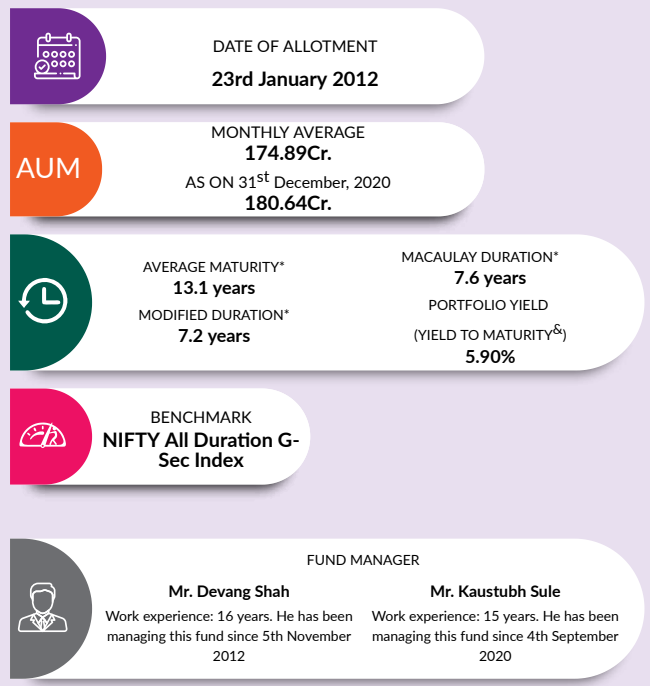 DATE OF ALLOTMENT
23rd January 2012
AUM
MONTHLY AVERAGE
174.89Cr.
AS ON 31st December, 2020
180.64Cr.
AVERAGE MATURITY*
13.1 years
MODIFIED DURATION*
7.2 years
MACAULAY DURATION*
7.6 years
PORTFOLIO YIELD
(YIELD TO MATURITY&)
5.90%
BENCHMARK
NIFTY All Duration G-
Sec Index
FUND MANAGER
Mr. Devang Shah
Work experience: 16 years. He has been
managing this fund since 5th November
2012
Mr. Kaustubh Sule
Work experience: 15 years. He has been
managing this fund since 4th September
2020